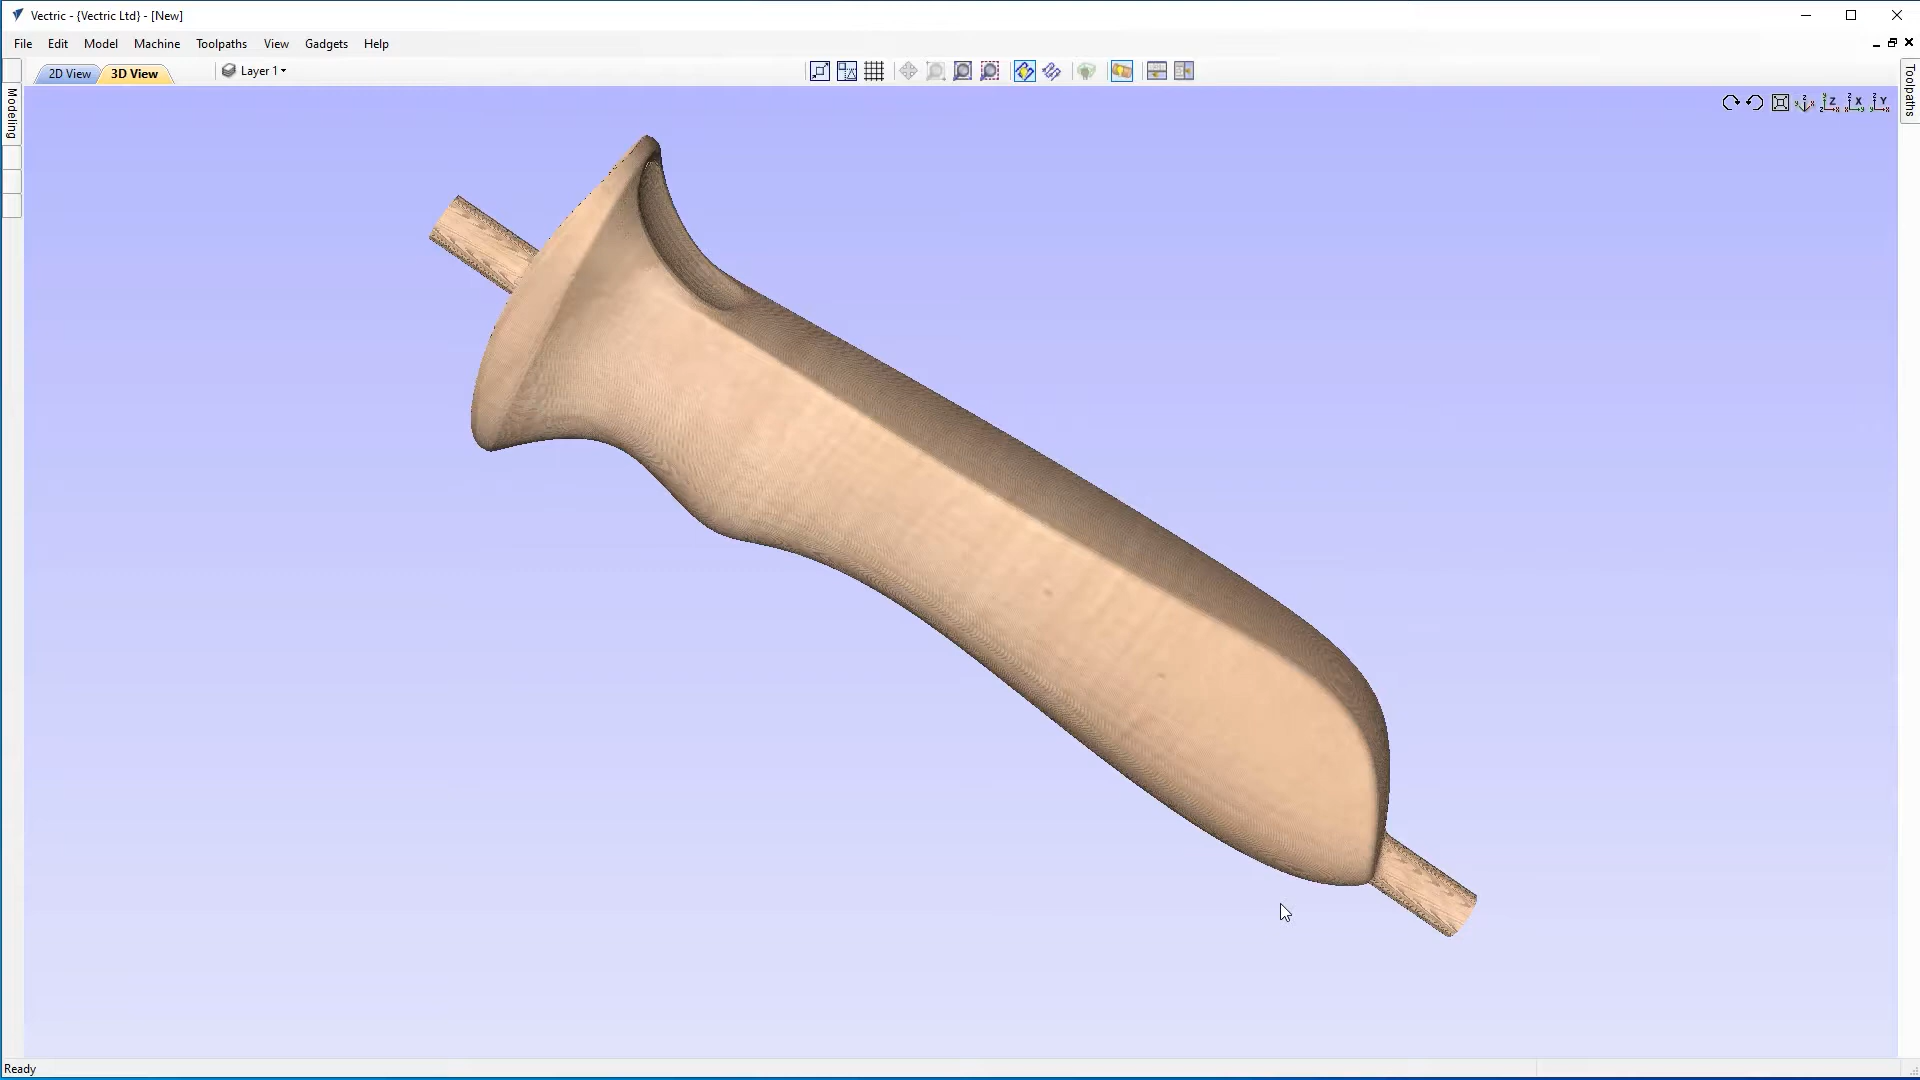 Vectric - {Vectric Ltd} - [New]
File Edit Model Machine Toolpaths View Gadgets Help
2D View 3D View Layer 1
Modeling
Toolpaths
Ready